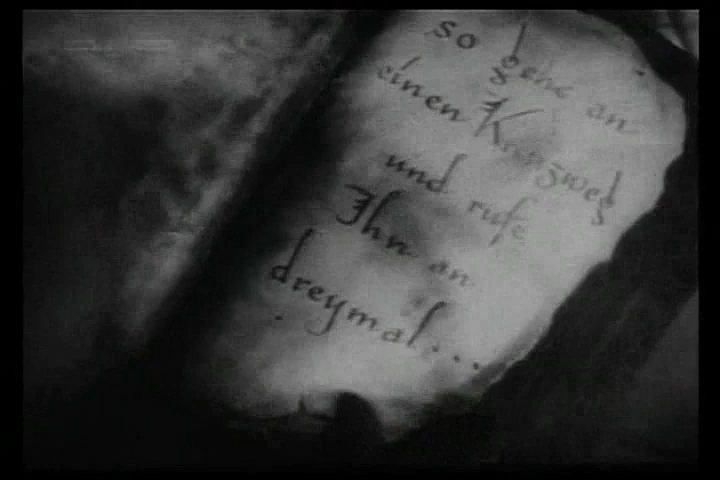 so gehe an
einen Kreuzweg
und rufe
Ihn an
dreymal...